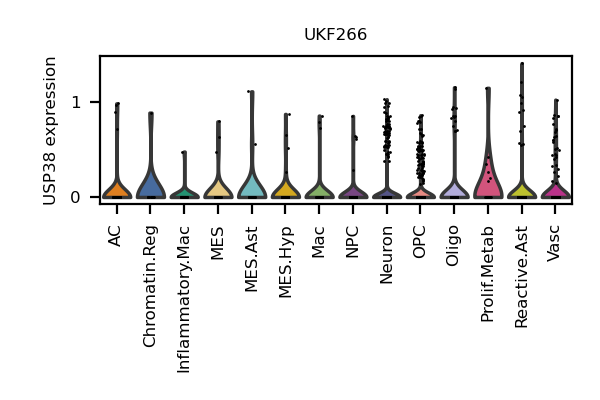 UKF266
USP38 expression
1
0
AC
Chromatin.Reg
Inflammatory.Mac
MES
MES.Ast
MES.Hyp
Mac
NPC
Neuron
OPC
Oligo
Prolif.Metab
Reactive.Ast
Vasc